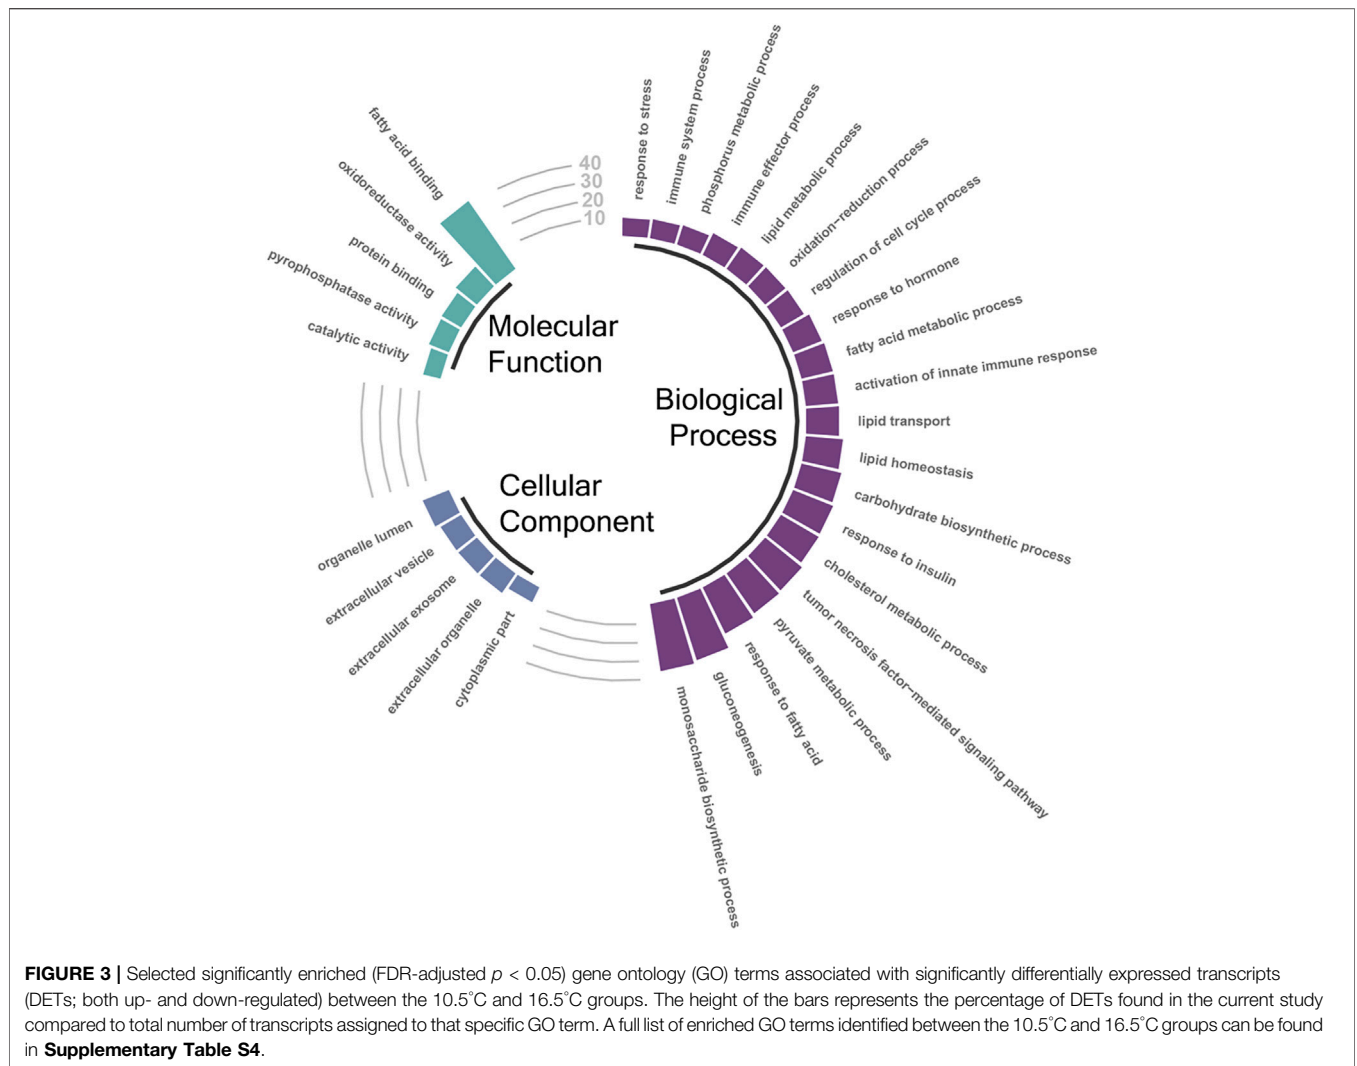 fatty acid binding
oxidoreductase activity
protein binding
pyrophosphatase activity
catalytic activity
40
30
20
10
response to stress
immune system process
phosphorus metabolic process
immune effector process
lipid metabolic process
oxidation−reduction process
regulation of cell cycle process
response to hormone
fatty acid metabolic process
activation of innate immune response
lipid transport
lipid homeostasis
carbohydrate biosynthetic process
response to insulin
cholesterol metabolic process
tumor necrosis factor−mediated signaling pathway
pyruvate metabolic process
response to fatty acid
gluconeogenesis
monosaccharide biosynthetic process
Molecular
Function
Biological
Process
Cellular
Component
organelle lumen
extracellular vesicle
extracellular exosome
extracellular organelle
cytoplasmic part
FIGURE 3 | Selected significantly enriched (FDR-adjusted p < 0.05) gene ontology (GO) terms associated with significantly differentially expressed transcripts
(DETs; both up- and down-regulated) between the 10.5°C and 16.5°C groups. The height of the bars represents the percentage of DETs found in the current study
compared to total number of transcripts assigned to that specific GO term. A full list of enriched GO terms identified between the 10.5°C and 16.5°C groups can be found
in Supplementary Table S4.